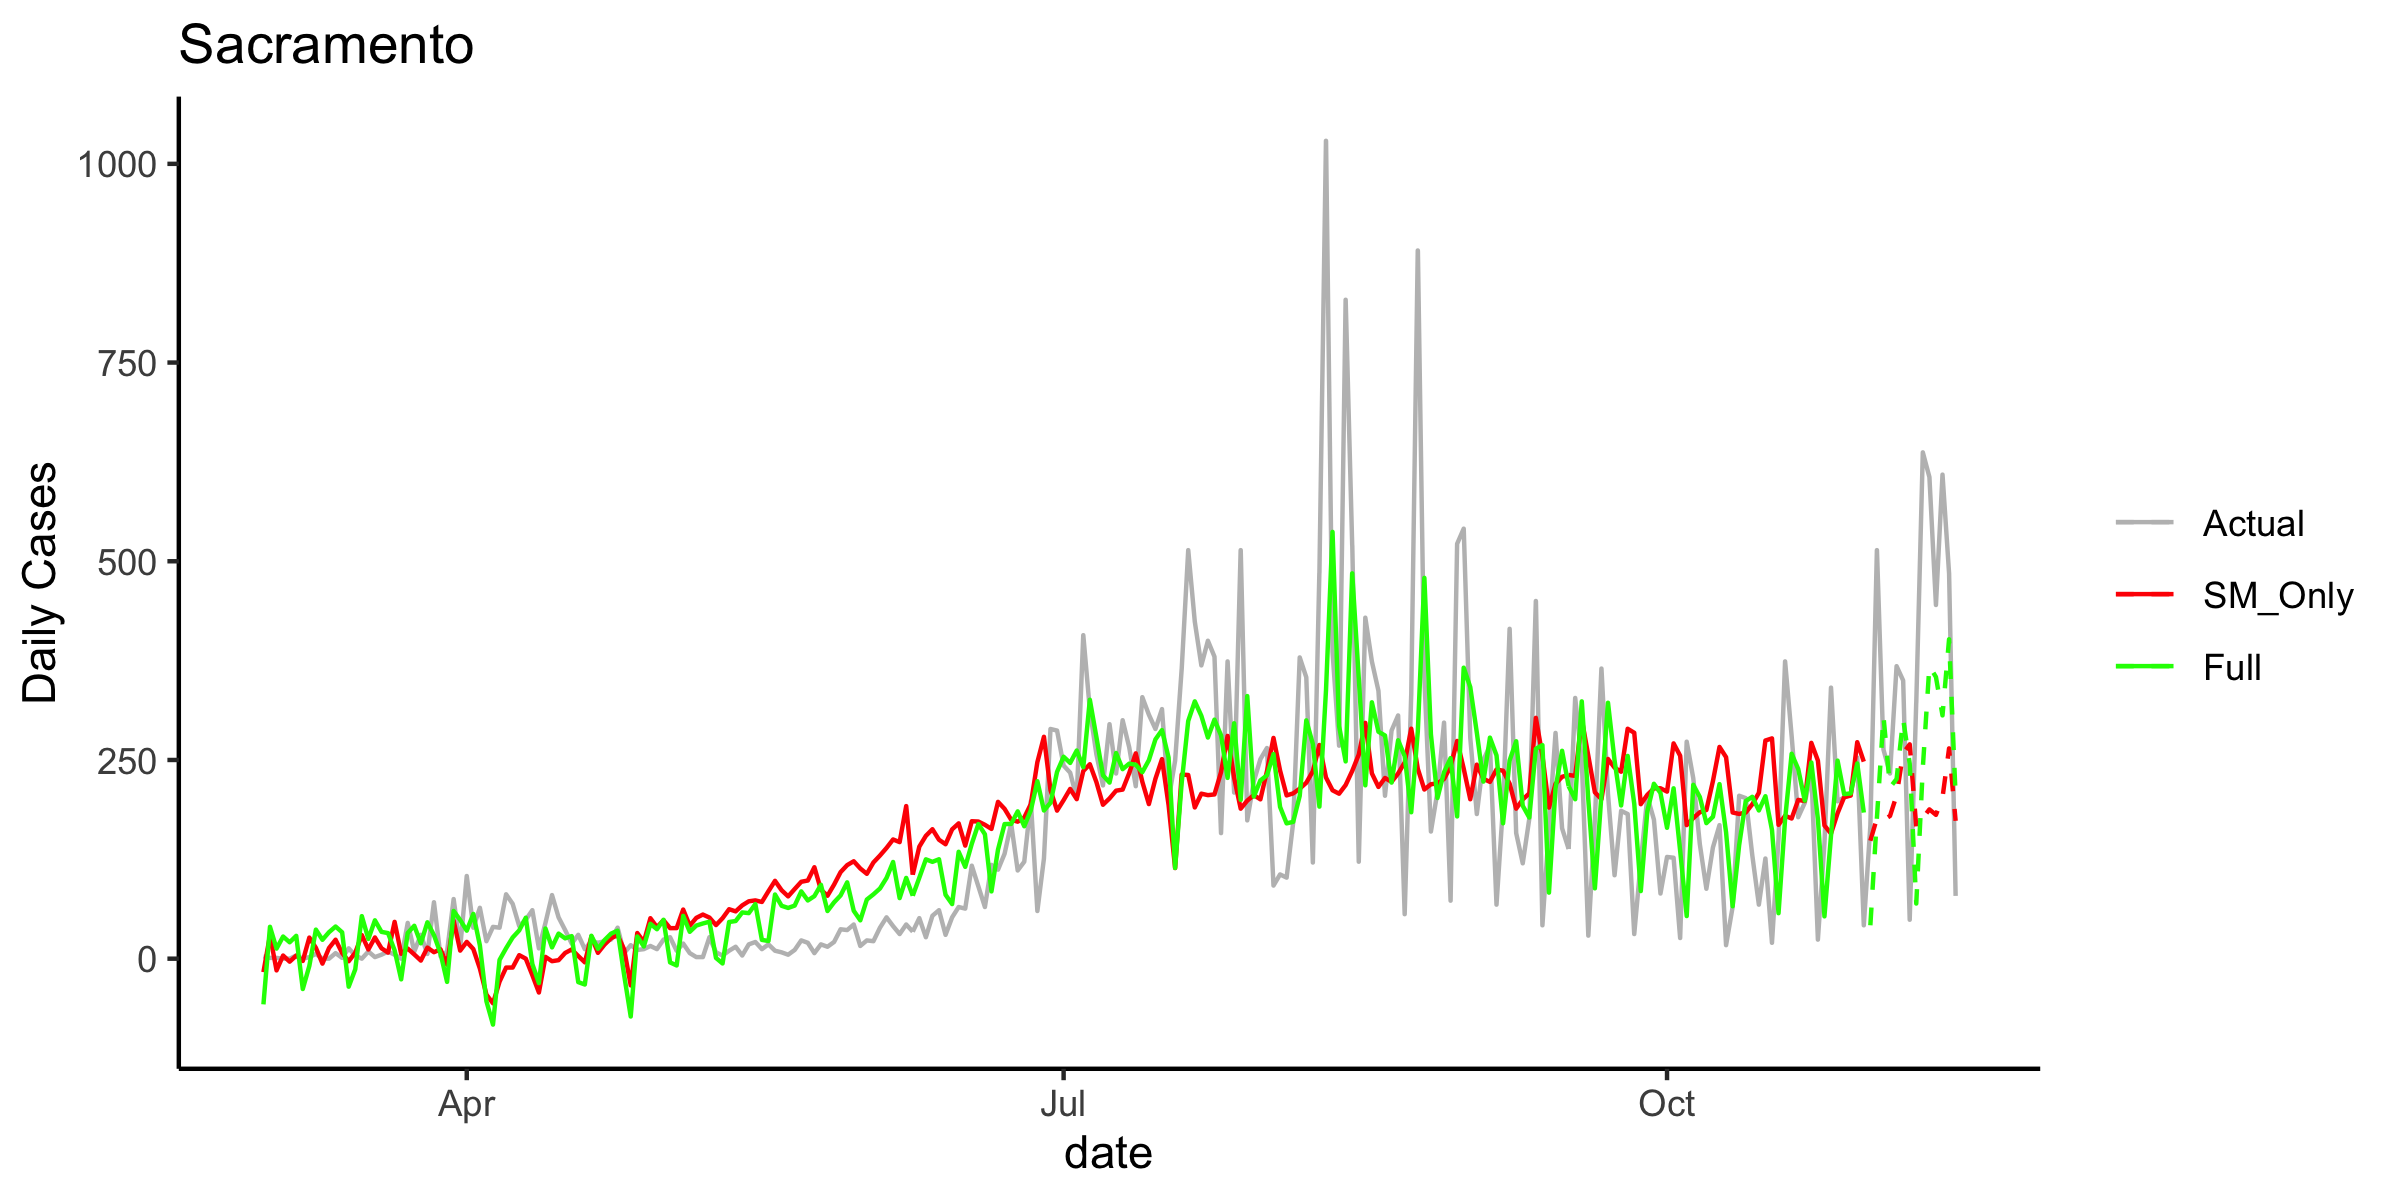 Sacramento
Daily Cases
1000
750
500
250
0
Apr
Jul
Oct
date
Actual
SM_Only
Full